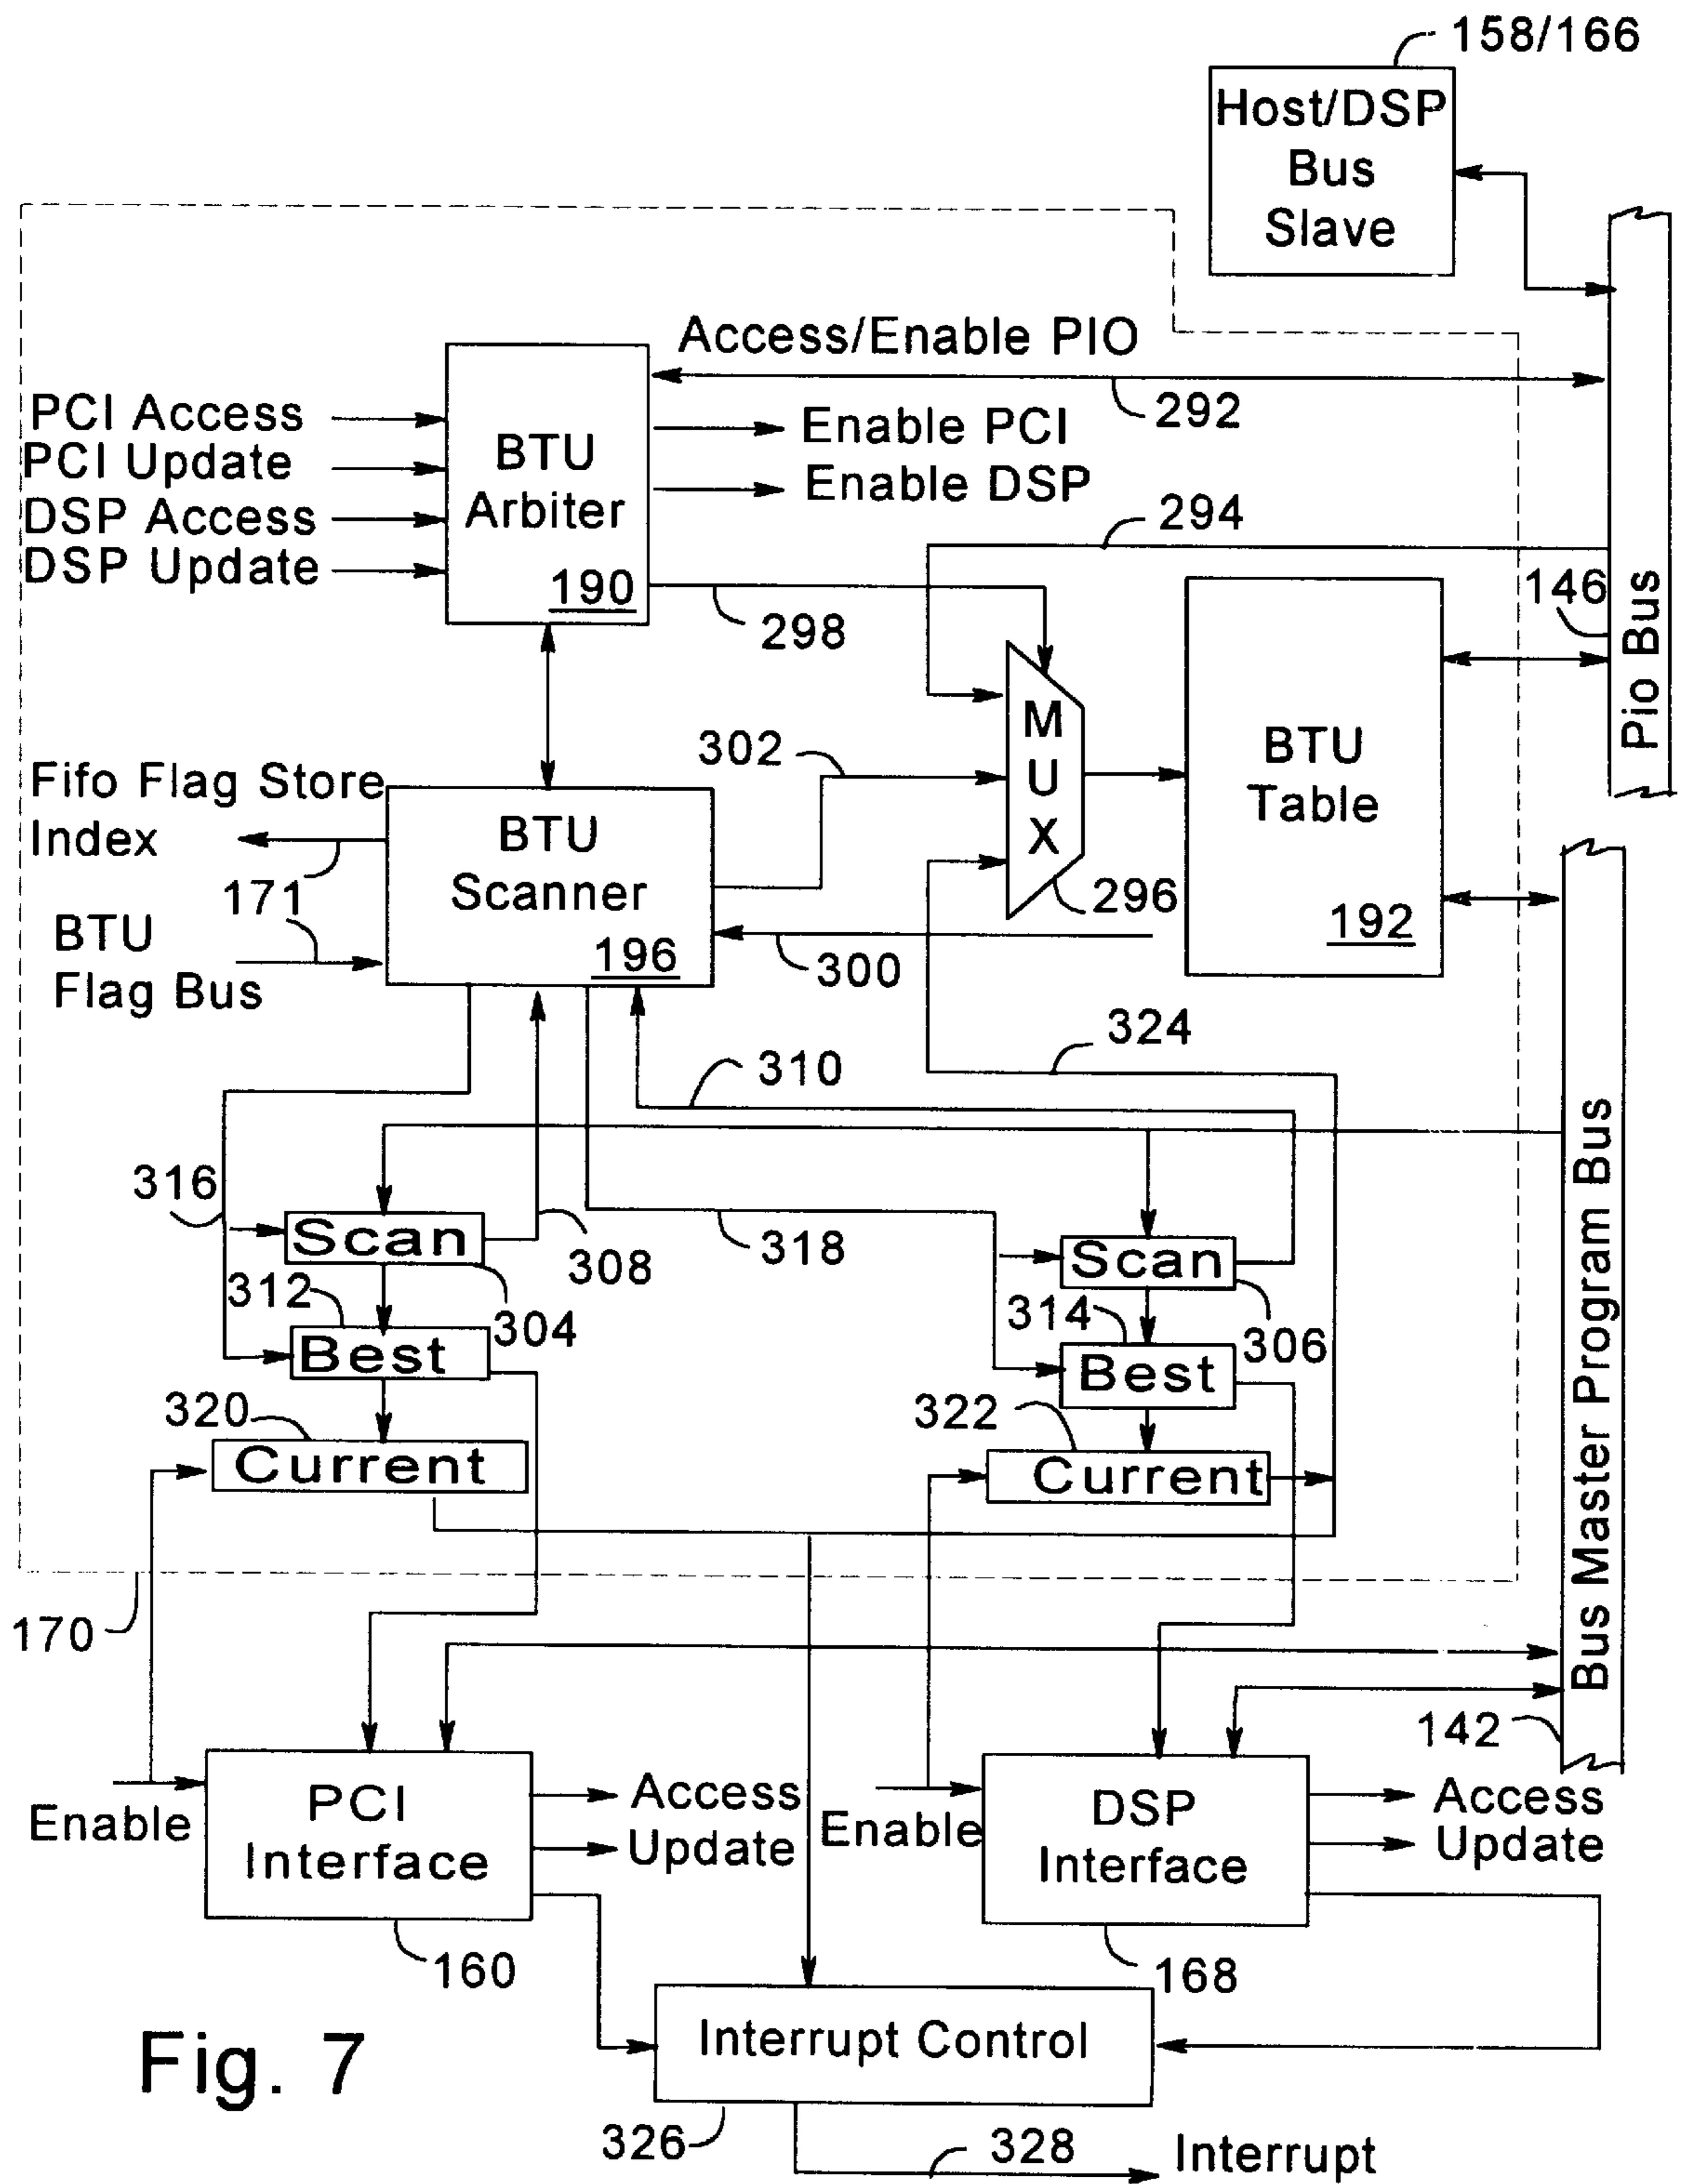 158/166
Host/DSP
Bus
Slave
Access/Enable PIO
292
PCI Access
PCI Update
DSP Access
DSP Update
BTU
Arbiter
190
Enable PCI
Enable DSP
294
298
146
Pio Bus
302
M
U
X
296
BTU
Table
192
Fifo Flag Store
Index
171
BTU
Flag Bus
BTU
Scanner
196
300
324
310
316
Scan
308
318
Scan
312
304
314
306
Best
Best
320
322
Current
Current
Bus Master Program Bus
170
142
Enable
PCI
Interface
Access
Update
Enable
DSP
Interface
Access
Update
160
168
Interrupt Control
Fig. 7
326
328
Interrupt